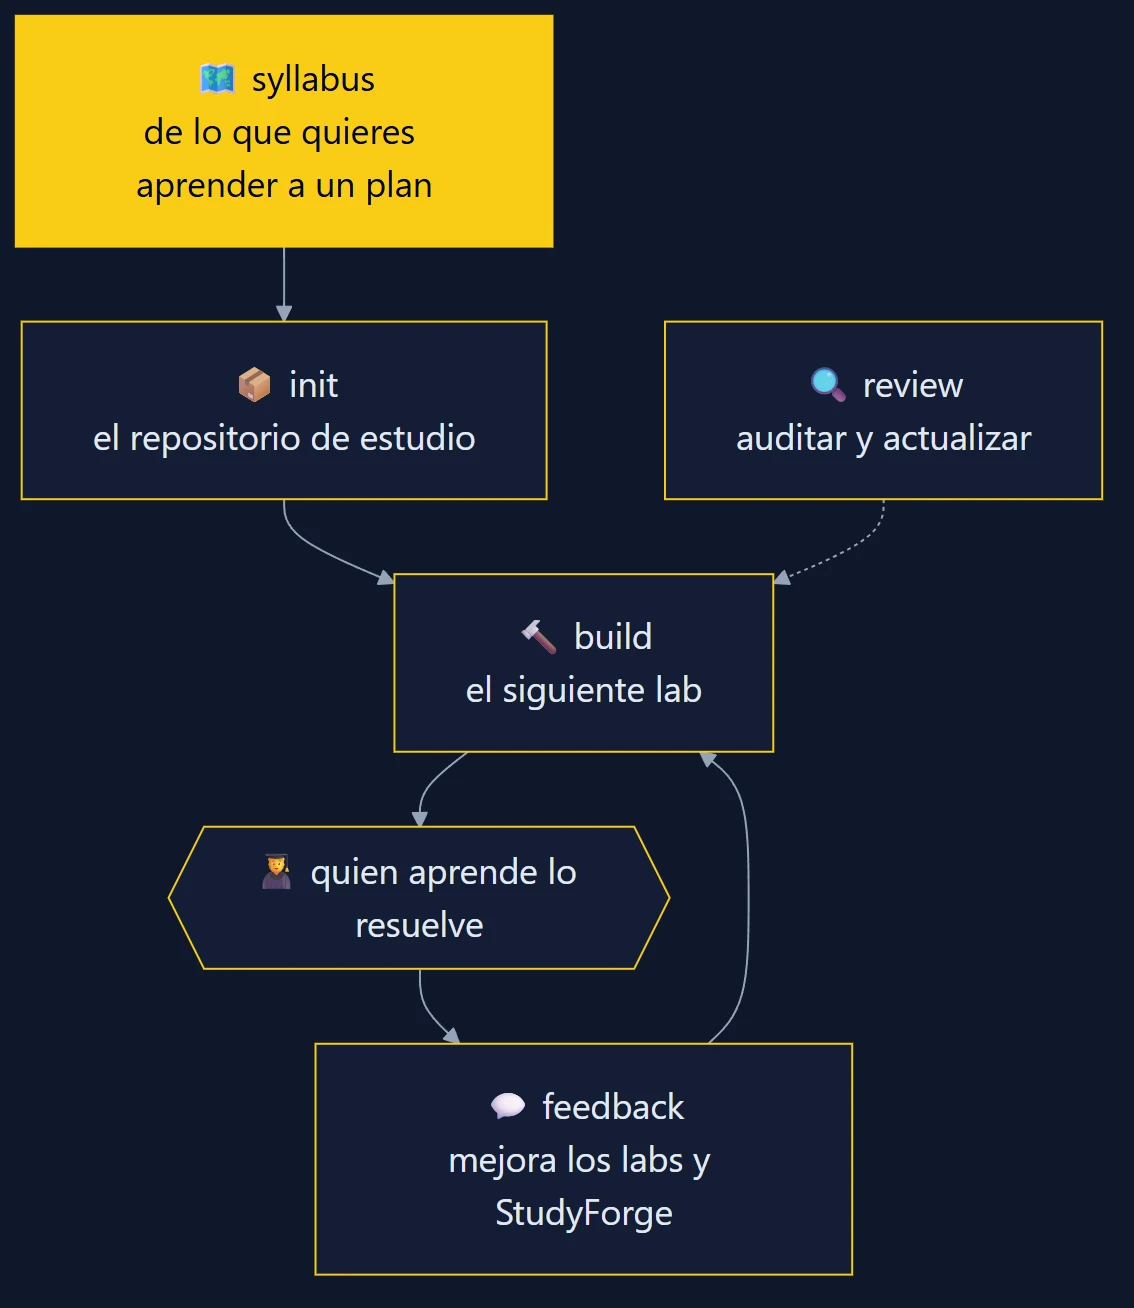 syllabus
de lo que quieres
aprender a un plan
init
el repositorio de estudio
review
auditar y actualizar
build
el siguiente lab
quien aprende lo
resuelve
feedback
mejora los labs y
StudyForge